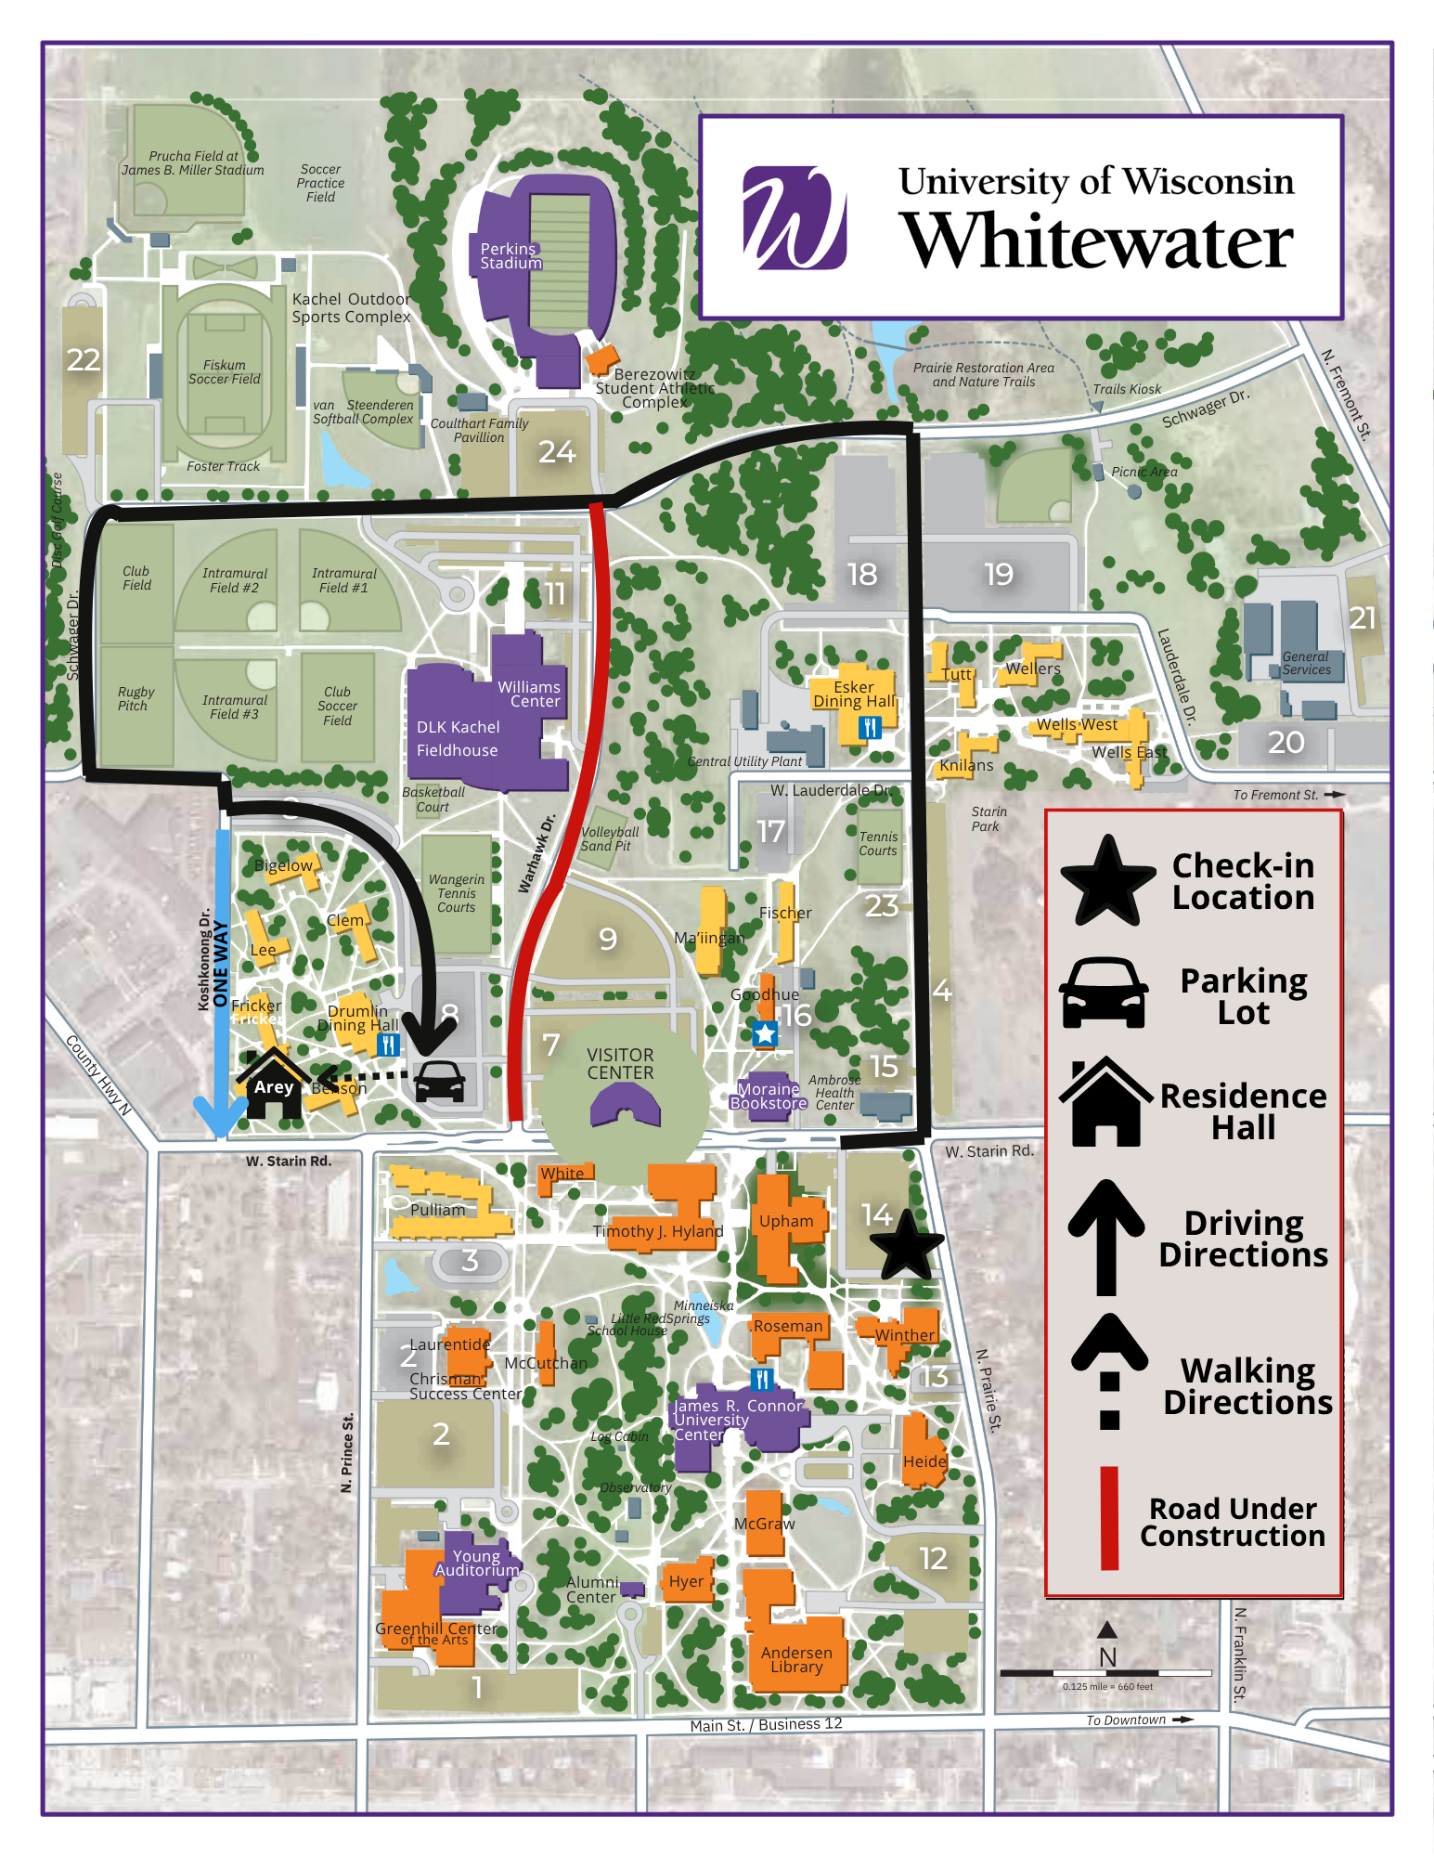 University of Wisconsin
Whitewater
Prucha Field at
James B. Miller Stadium
Soccer
Practice
Field
Perkins
Stadium
Kachel Outdoor
Sports Complex
22
Fiskum
Soccer Field
van Steenderen
Softball Complex
Foster Track
Coulthart Family
Pavillion
Berezowitz
Student Athletic
Complex
24
Prairie Restoration Area
and Nature Trails
Trails Kiosk
Schwager Dr.
N. Fremont St.
Picnic Area
Disc Golf Course
Schwager Dr.
Club
Field
Intramural
Field #2
Intramural
Field #1
11
18
19
21
General
Services
20
Lauderdale Dr.
To Fremont St.
Rugby
Pitch
Intramural
Field #3
Club
Soccer
Field
Williams
Center
DLK Kachel
Fieldhouse
Basketball
Court
Esker
Dining Hall
Tutt
Wellers
Wells West
Wells East
Knilans
Central Utility Plant
W. Lauderdale Dr.
Starin
Park
17
Tennis
Courts
23
Volleyball
Sand Pit
Warhawk Dr.
Wangerin
Tennis
Courts
Bigelow
Clem
Lee
Koshkonong Dr.
ONE WAY
Fricker
Fricker
Drumlin
Dining Hall
8
Arey
Benson
9
7
Ma'iingan
Fischer
Goodhue
16
4
15
VISITOR
CENTER
Moraine
Bookstore
Ambrose
Health
Center
County Hwy N
W. Starin Rd.
W. Starin Rd.
Pulliam
White
Timothy J. Hyland
Upham
14
3
Minneiska
Springs
Little Red
School House
Roseman
Winther
13
N. Prairie St.
Laurentide
2
McCutchan
Chrisman
Success Center
2
James R. Connor
University
Center
Log Cabin
Heide
Observatory
N. Prince St.
McGraw
12
Young
Auditorium
Alumni
Center
Hyer
Greenhill Center
of the Arts
Andersen
Library
1
Main St. / Business 12
To Downtown
N. Franklin St.
N
0.125 mile = 660 feet
Check-in
Location
Parking
Lot
Residence
Hall
Driving
Directions
Walking
Directions
Road Under
Construction